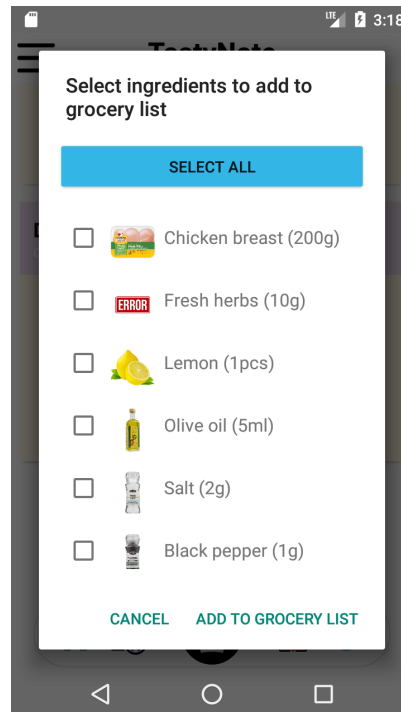 LTE 3:18
TastyNote
Select ingredients to add to
grocery list
SELECT ALL
Chicken breast (200g)
ERROR
Fresh herbs (10g)
Lemon (1pcs)
Olive oil (5ml)
Salt (2g)
Black pepper (1g)
CANCEL ADD TO GROCERY LIST